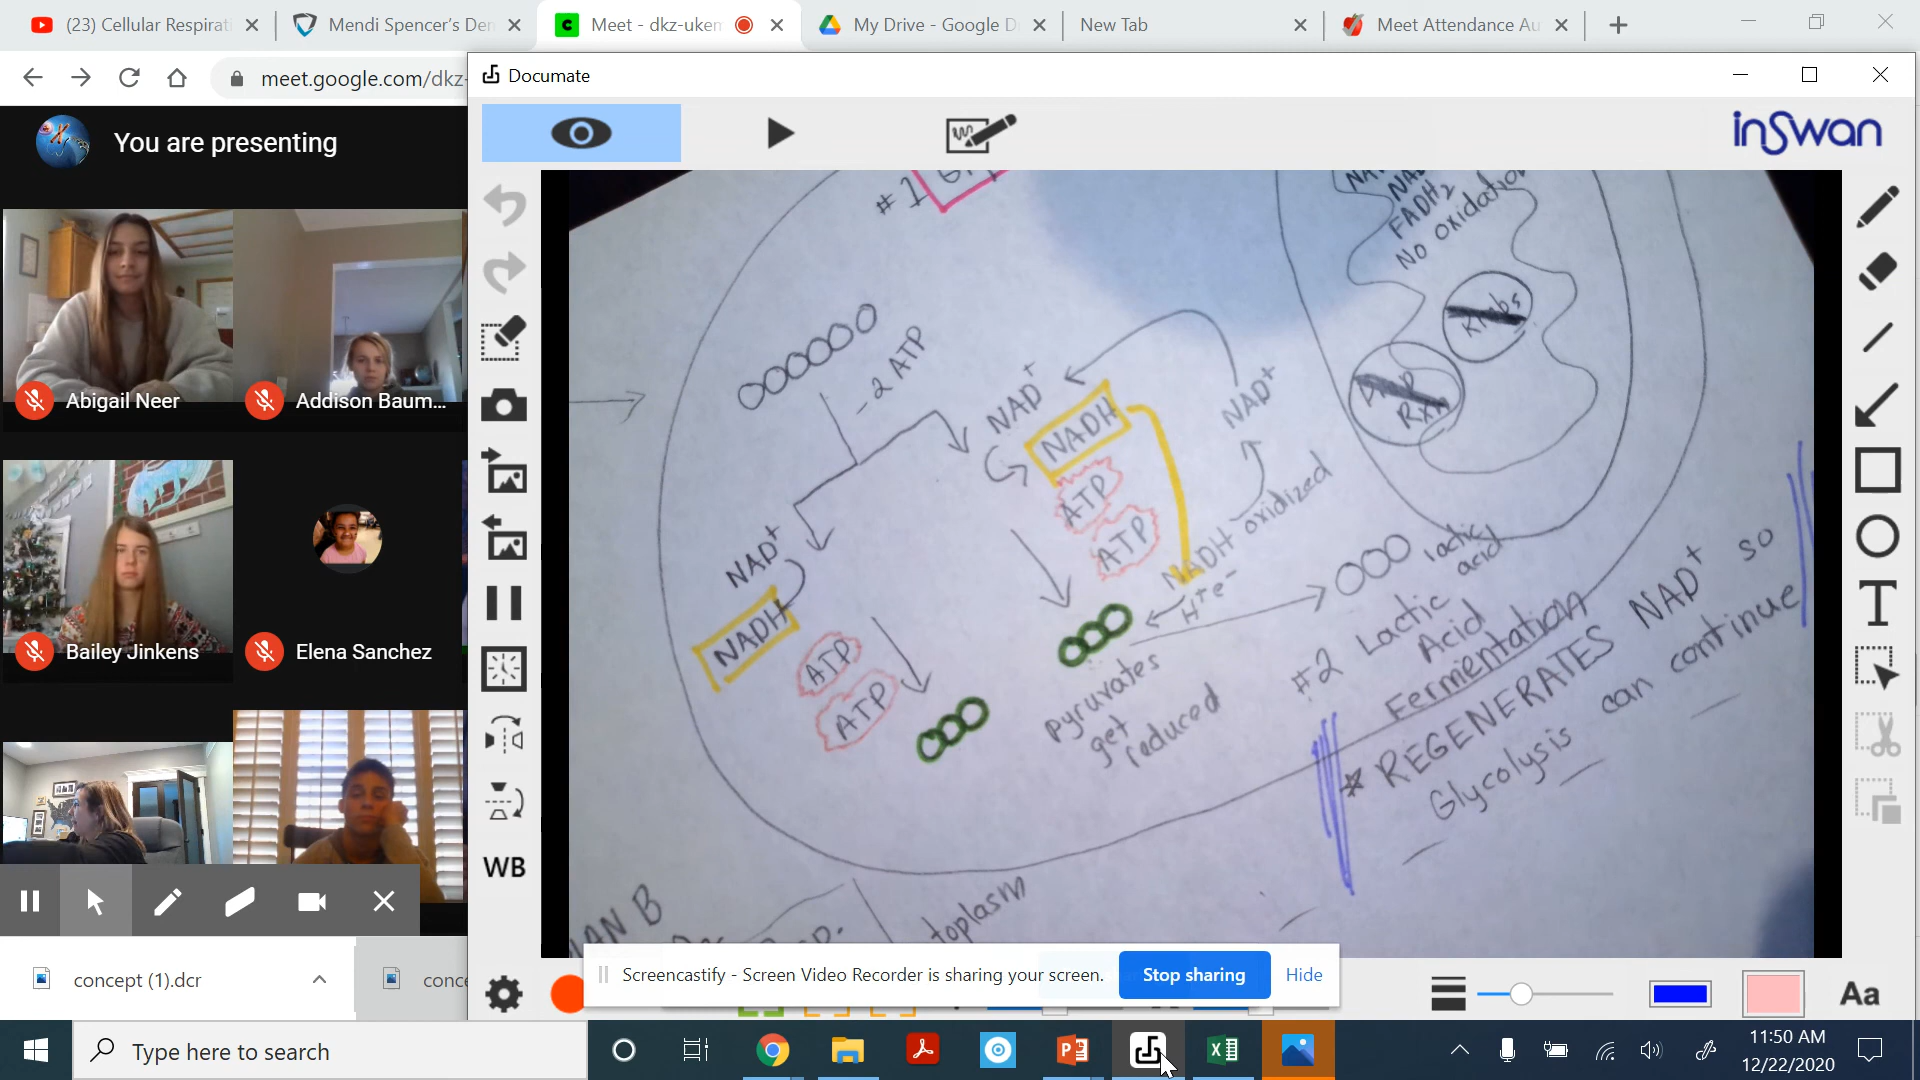 (23) Cellular Respirati
Mendi Spencer's Den
Meet - dkz-ukem
My Drive - Google D
New Tab
Meet Attendance Au
meet.google.com/dkz-
Documate
You are presenting
inSwan
Abigail Neer
Addison Baum...
Bailey Jinkens
Elena Sanchez
#1
NAD
FADH2
No oxidation
Krebs
Rxn
-2 ATP
NAD+
NADH
ATP
ATP
NAD+
NADH oxidized
H+ e-
lactic
acid
NAD+
NADH
ATP
ATP
pyruvates
get
reduced
#2 Lactic
Acid
Fermentation
* REGENERATES NAD+ so
Glycolysis can continue
LAN B
toplasm
WB
T
concept (1).dcr
conce
Screencastify - Screen Video Recorder is sharing your screen.
Stop sharing
Hide
Aa
Type here to search
11:50 AM
12/22/2020